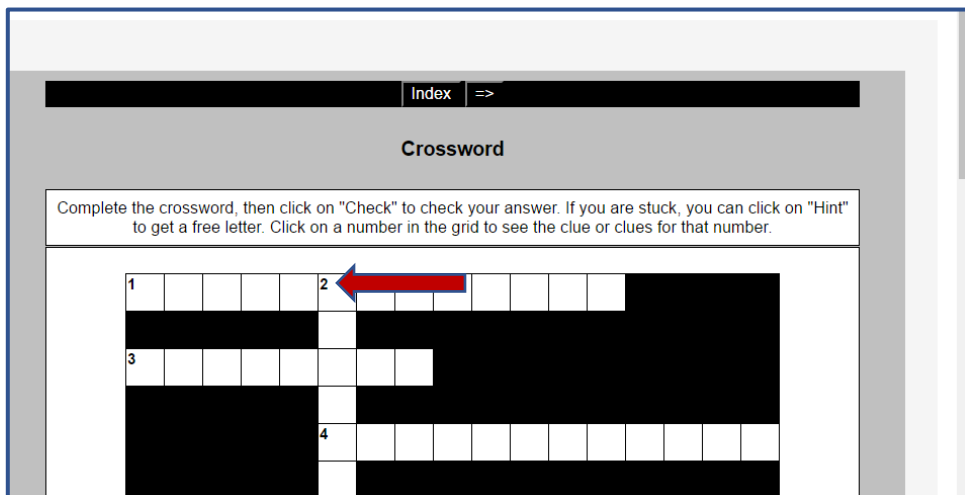 Index =>
Crossword
Complete the crossword, then click on "Check" to check your answer. If you are stuck, you can click on "Hint"
to get a free letter. Click on a number in the grid to see the clue or clues for that number.
1 2
3
4